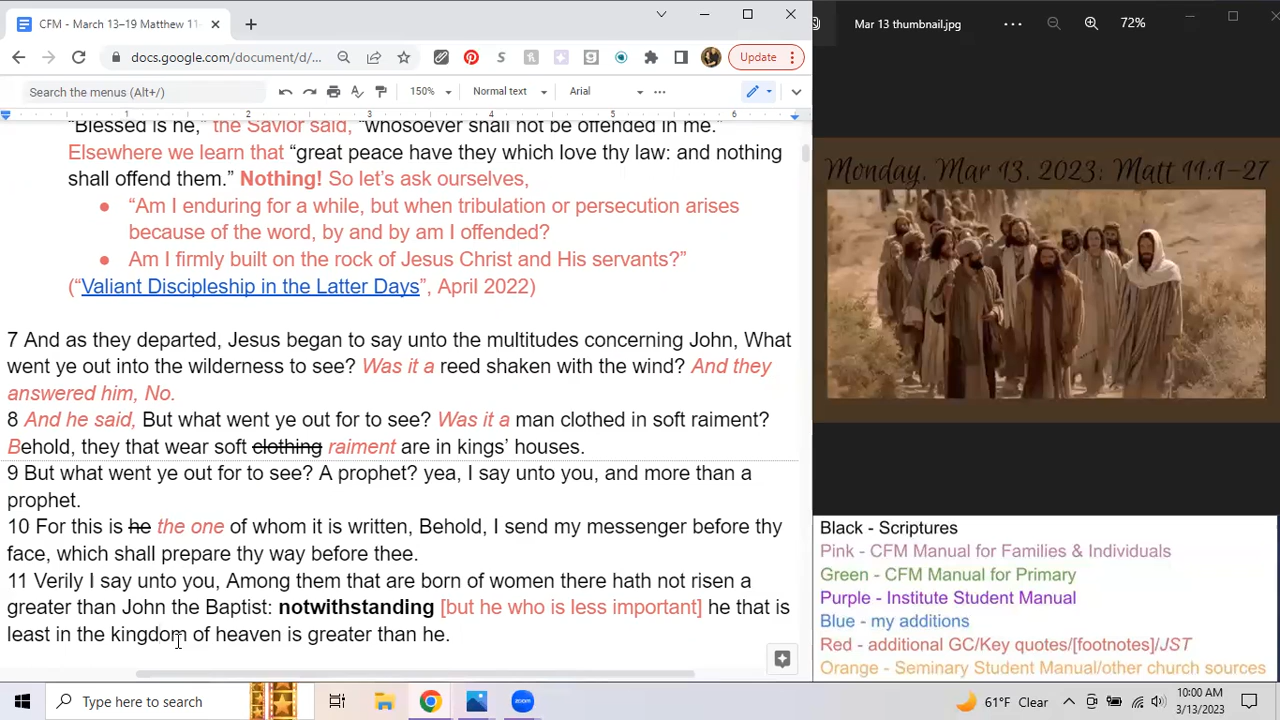 CFM - March 13–19 Matthew 11-
docs.google.com/document/d/...
Update
Search the menus (Alt+/)
150%
Normal text
Arial
1 2 3 4 5 6
“Blessed is he,” the Savior said, “whosoever shall not be offended in me.”
Elsewhere we learn that “great peace have they which love thy law: and nothing
shall offend them.” Nothing! So let’s ask ourselves,
● “Am I enduring for a while, but when tribulation or persecution arises
because of the word, by and by am I offended?
● Am I firmly built on the rock of Jesus Christ and His servants?”
(“Valiant Discipleship in the Latter Days”, April 2022)
7 And as they departed, Jesus began to say unto the multitudes concerning John, What
went ye out into the wilderness to see? Was it a reed shaken with the wind? And they
answered him, No.
8 And he said, But what went ye out for to see? Was it a man clothed in soft raiment?
Behold, they that wear soft clothing raiment are in kings’ houses.
9 But what went ye out for to see? A prophet? yea, I say unto you, and more than a
prophet.
10 For this is he the one of whom it is written, Behold, I send my messenger before thy
face, which shall prepare thy way before thee.
11 Verily I say unto you, Among them that are born of women there hath not risen a
greater than John the Baptist: notwithstanding [but he who is less important] he that is
least in the kingdom of heaven is greater than he.
Mar 13 thumbnail.jpg
72%
Monday, Mar 13, 2023: Matt 11:1-27
Black - Scriptures
Pink - CFM Manual for Families & Individuals
Green - CFM Manual for Primary
Purple - Institute Student Manual
Blue - my additions
Red - additional GC/Key quotes/[footnotes]/JST
Orange - Seminary Student Manual/other church sources
Type here to search
61°F Clear
10:00 AM
3/13/2023